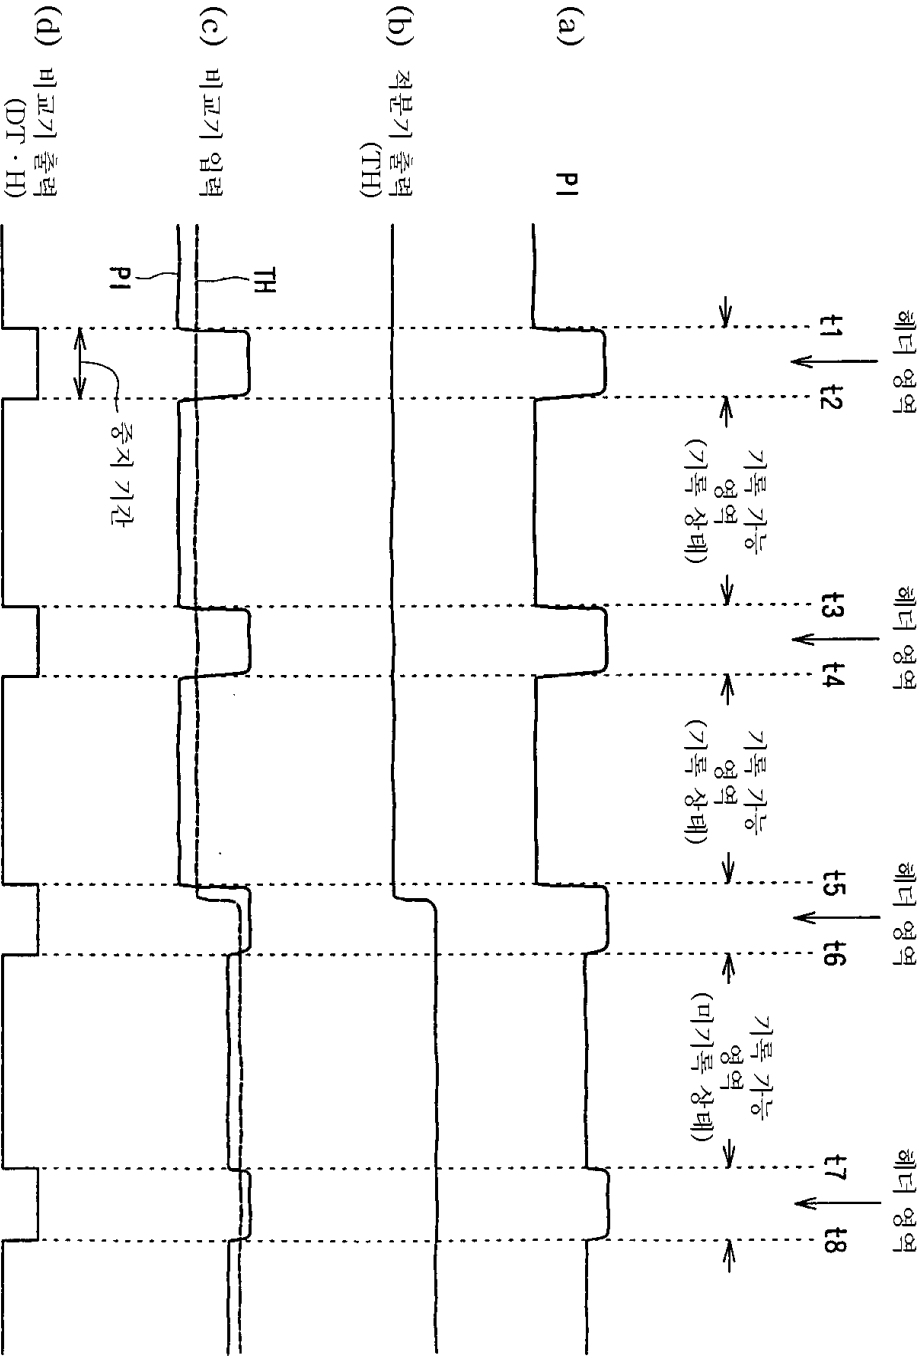 헤더 영역
헤더 영역
헤더 영역
헤더 영역
t1
t2
t3
t4
t5
t6
t7
t8
기록 가능
영역
(기록 상태)
기록 가능
영역
(기록 상태)
기록 가능
영역
(비기록 상태)
(a)
PI
(b) 적분기 출력
(TH)
(c) 비교기 입력
TH
PI
중지 기간
(d) 비교기 출력
(DT · H)